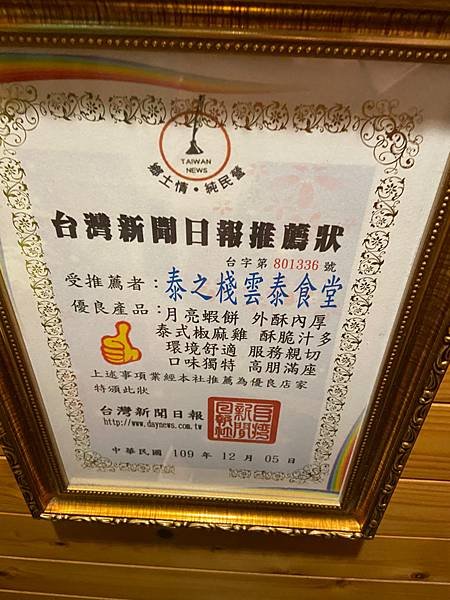 TAIWAN
NEWS
鄉土情・純民營
台灣新聞日報推薦狀
台字第 801336 號
受推薦者：泰之棧雲泰食堂
優良產品：月亮蝦餅 外酥內厚
泰式椒麻雞 酥脆汁多
環境舒適 服務親切
口味獨特 高朋滿座
上述事項業經本社推薦為優良店家
特頒此狀
台灣新聞日報
http://www.daynews.com.tw
中華民國 109 年 12 月 05 日